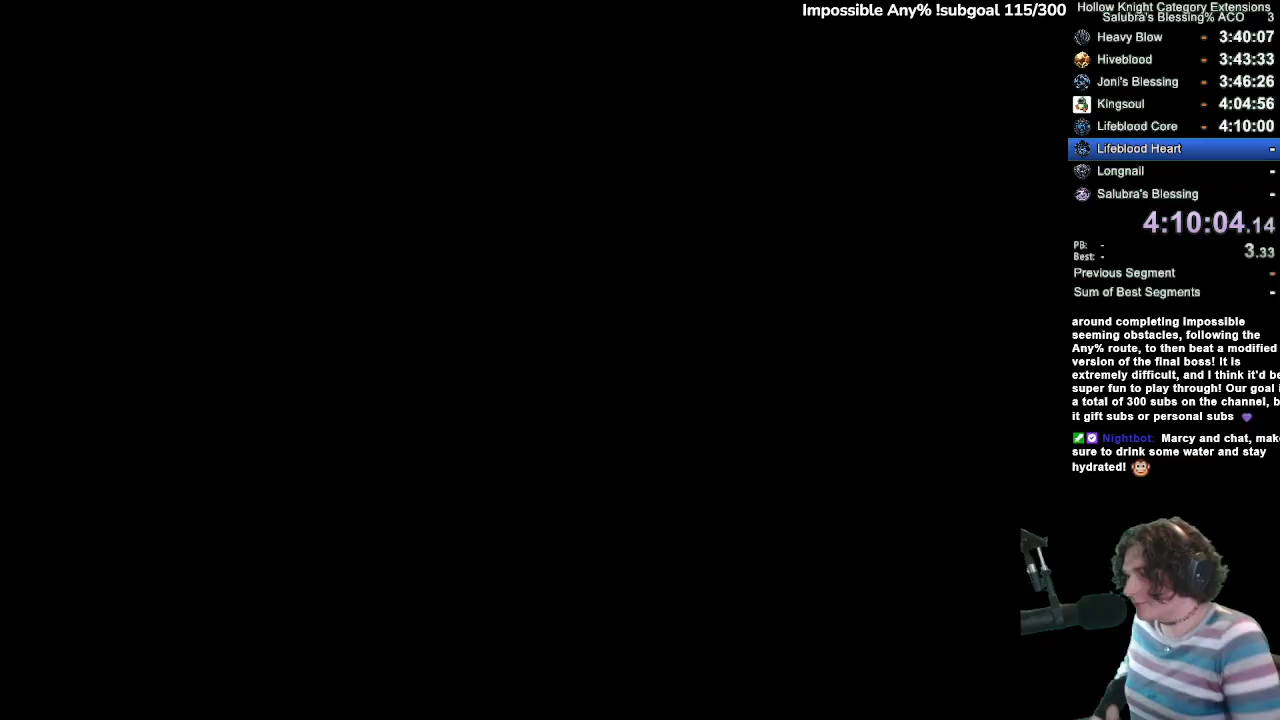 Impossible Any% !subgoal 115/300
Hollow Knight Category Extensions
Salubra's Blessing% ACO 3
Heavy Blow - 3:40:07
Hiveblood - 3:43:33
Joni's Blessing - 3:46:26
Kingsoul - 4:04:56
Lifeblood Core - 4:10:00
Lifeblood Heart -
Longnail -
Salubra's Blessing -
4:10:04.14
PB: -
Best: - 3.33
Previous Segment -
Sum of Best Segments -
around completing impossible
seeming obstacles, following the
Any% route, to then beat a modified
version of the final boss! It is
extremely difficult, and I think it'd be
super fun to play through! Our goal i
a total of 300 subs on the channel, b
it gift subs or personal subs
Nightbot: Marcy and chat, mak
sure to drink some water and stay
hydrated!